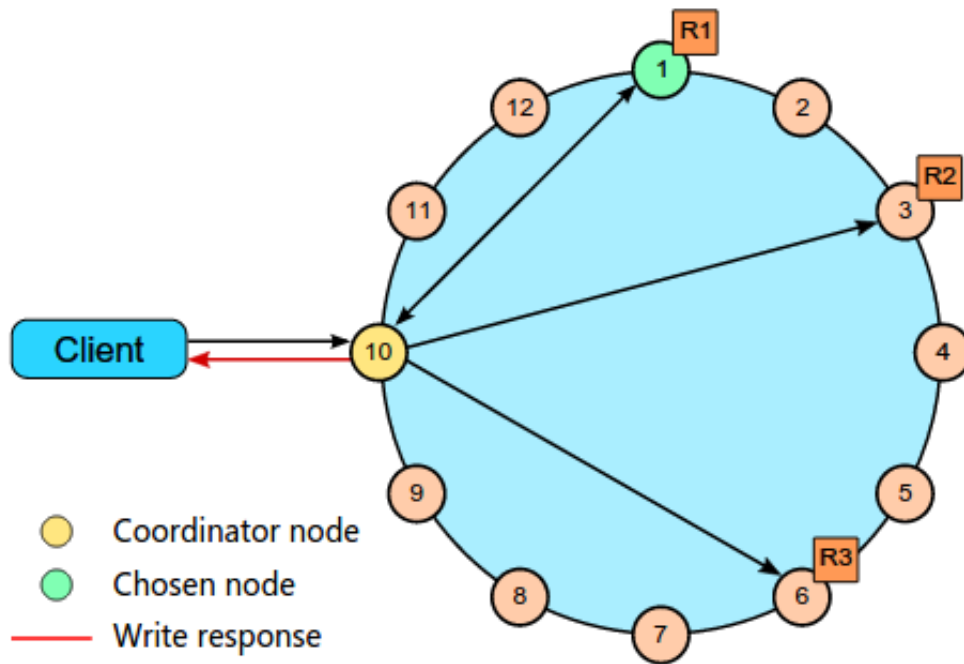 R1
1
12
2
R2
11
3
Client
10
4
9
5
Coordinator node
R3
Chosen node
8
6
Write response
7